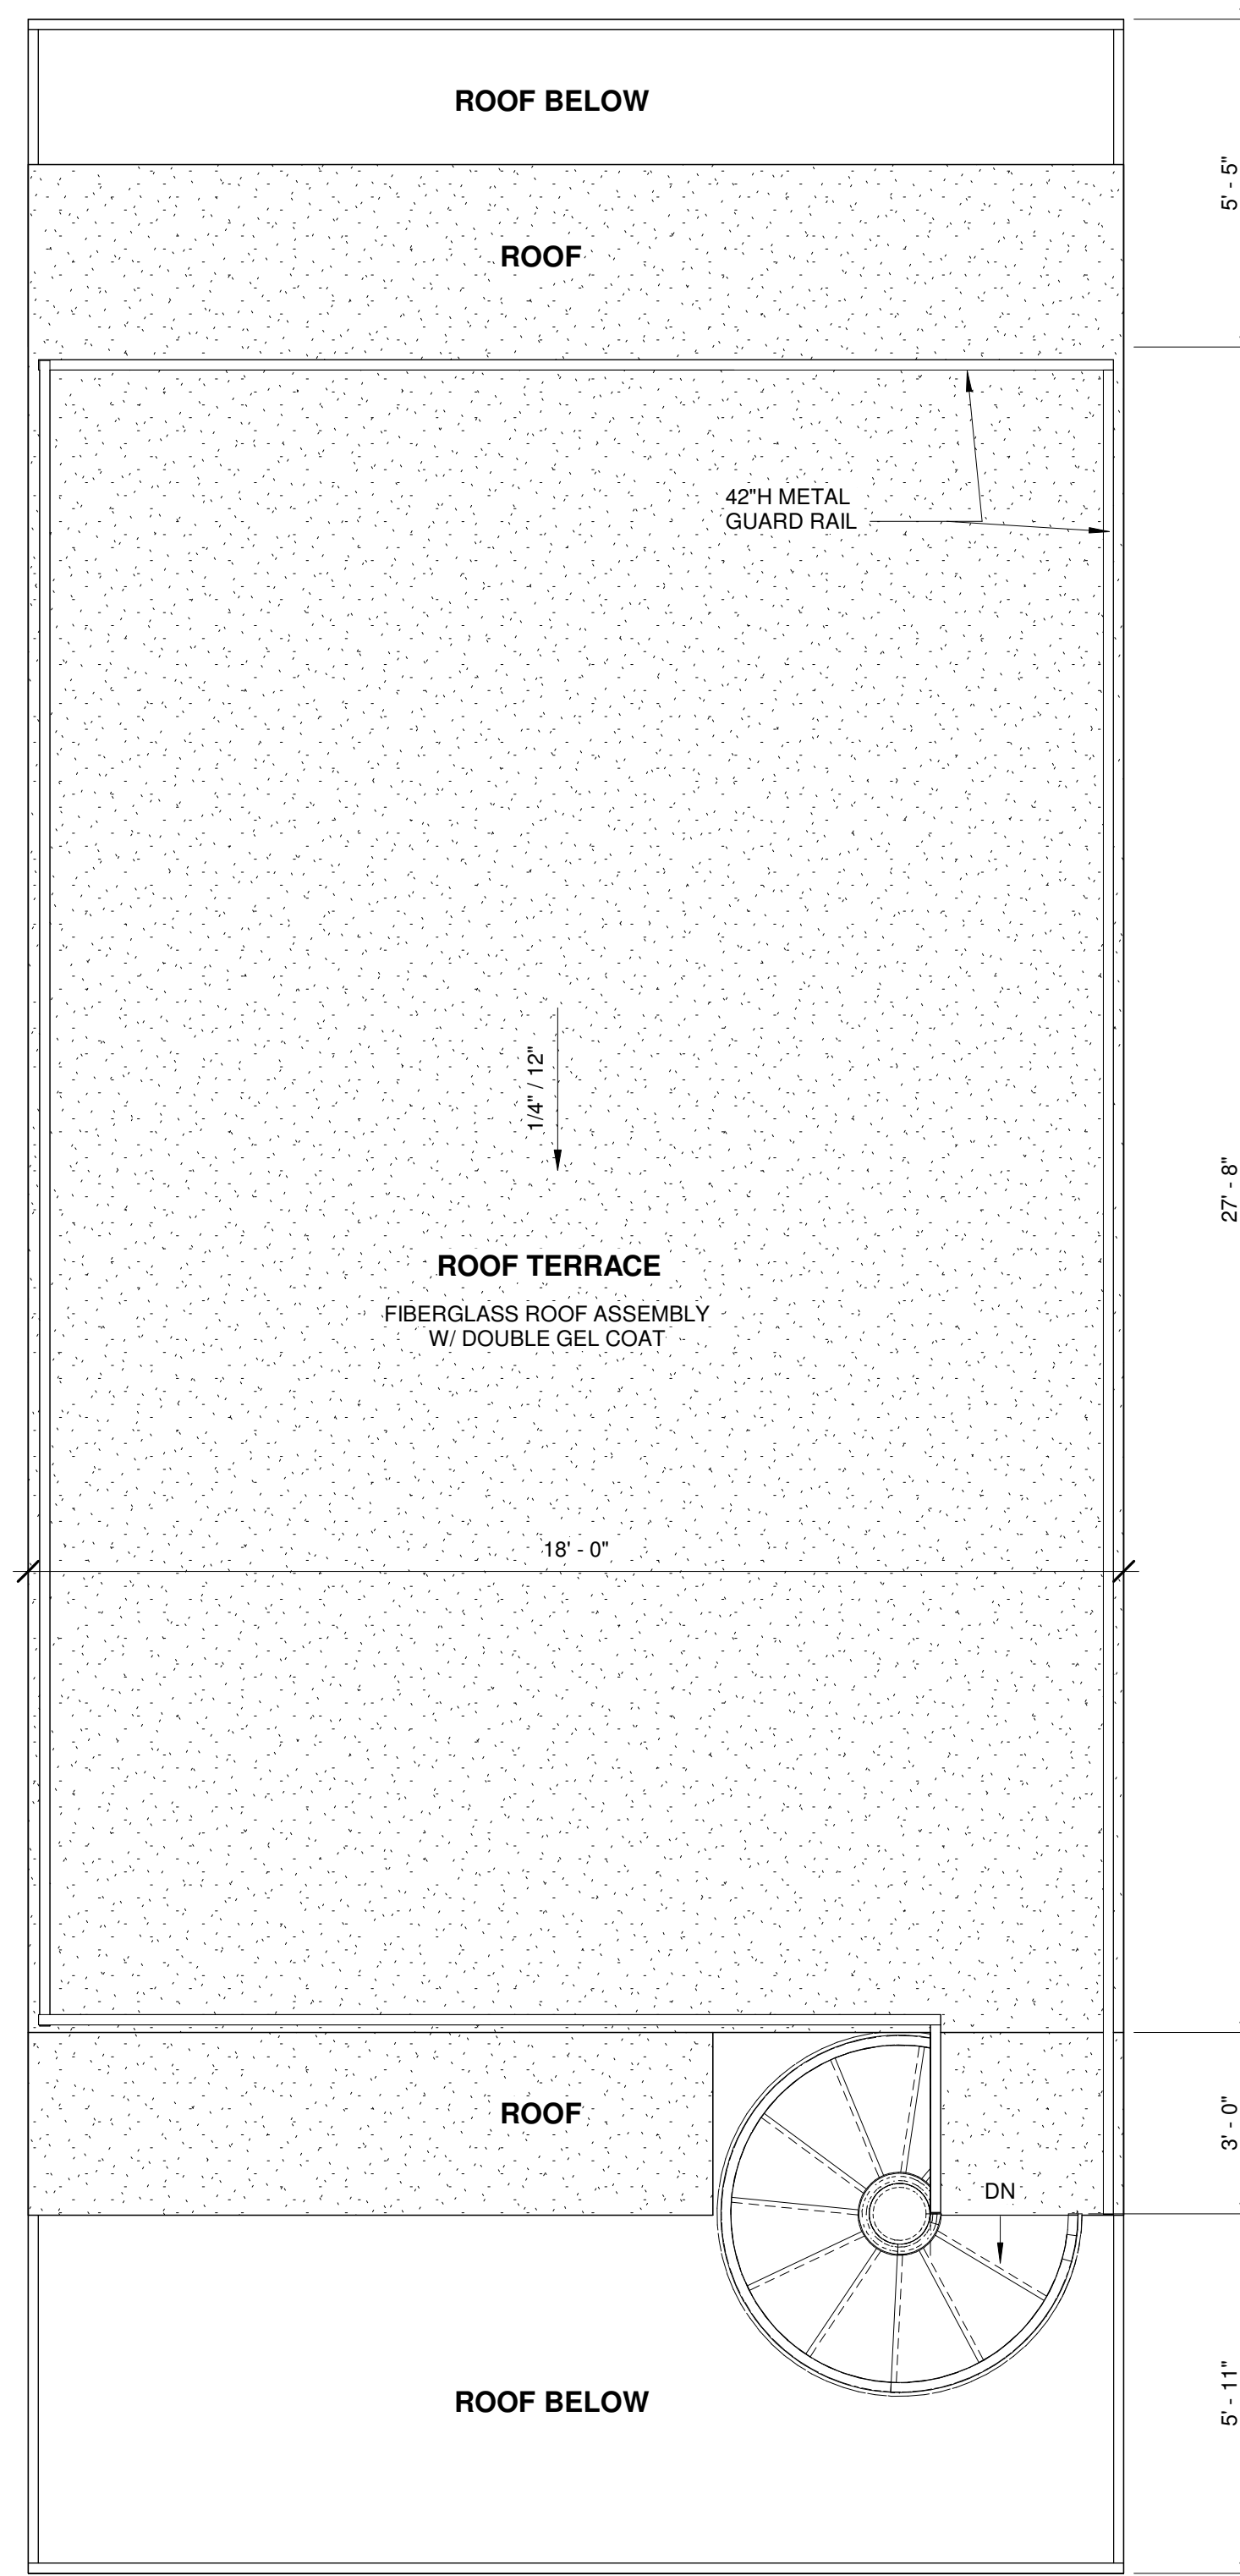 ROOF BELOW
5' - 5"
ROOF
42"H METAL
GUARD RAIL
1/4" / 12"
27' - 8"
ROOF TERRACE
FIBERGLASS ROOF ASSEMBLY
W/ DOUBLE GEL COAT
18' - 0"
ROOF
3' - 0"
DN
ROOF BELOW
5' - 11"